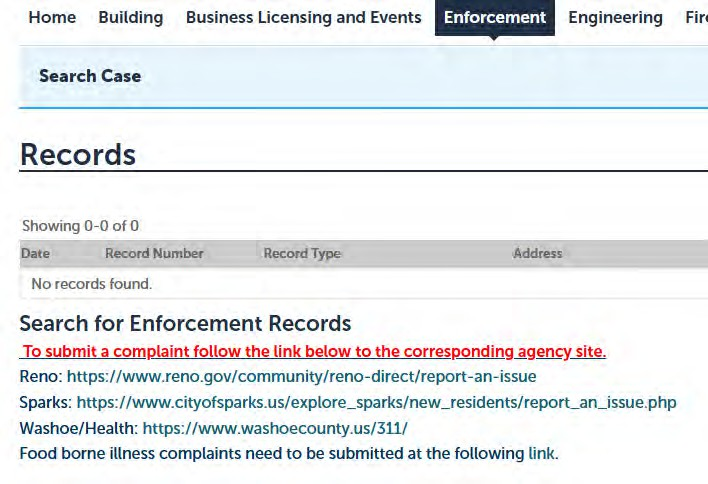 Home Building Business Licensing and Events Enforcement Engineering
Search Case
Records
Showing 0-0 of 0
Date Record Number Record Type Address
No records found.
Search for Enforcement Records
To submit a complaint follow the link below to the corresponding agency site.
Reno: https://www.reno.gov/community/reno-direct/report-an-issue
Sparks: https://www.cityofsparks.us/explore_sparks/new_residents/report_an_issue.php
Washoe/Health: https://www.washoecounty.us/311/
Food borne illness complaints need to be submitted at the following link.